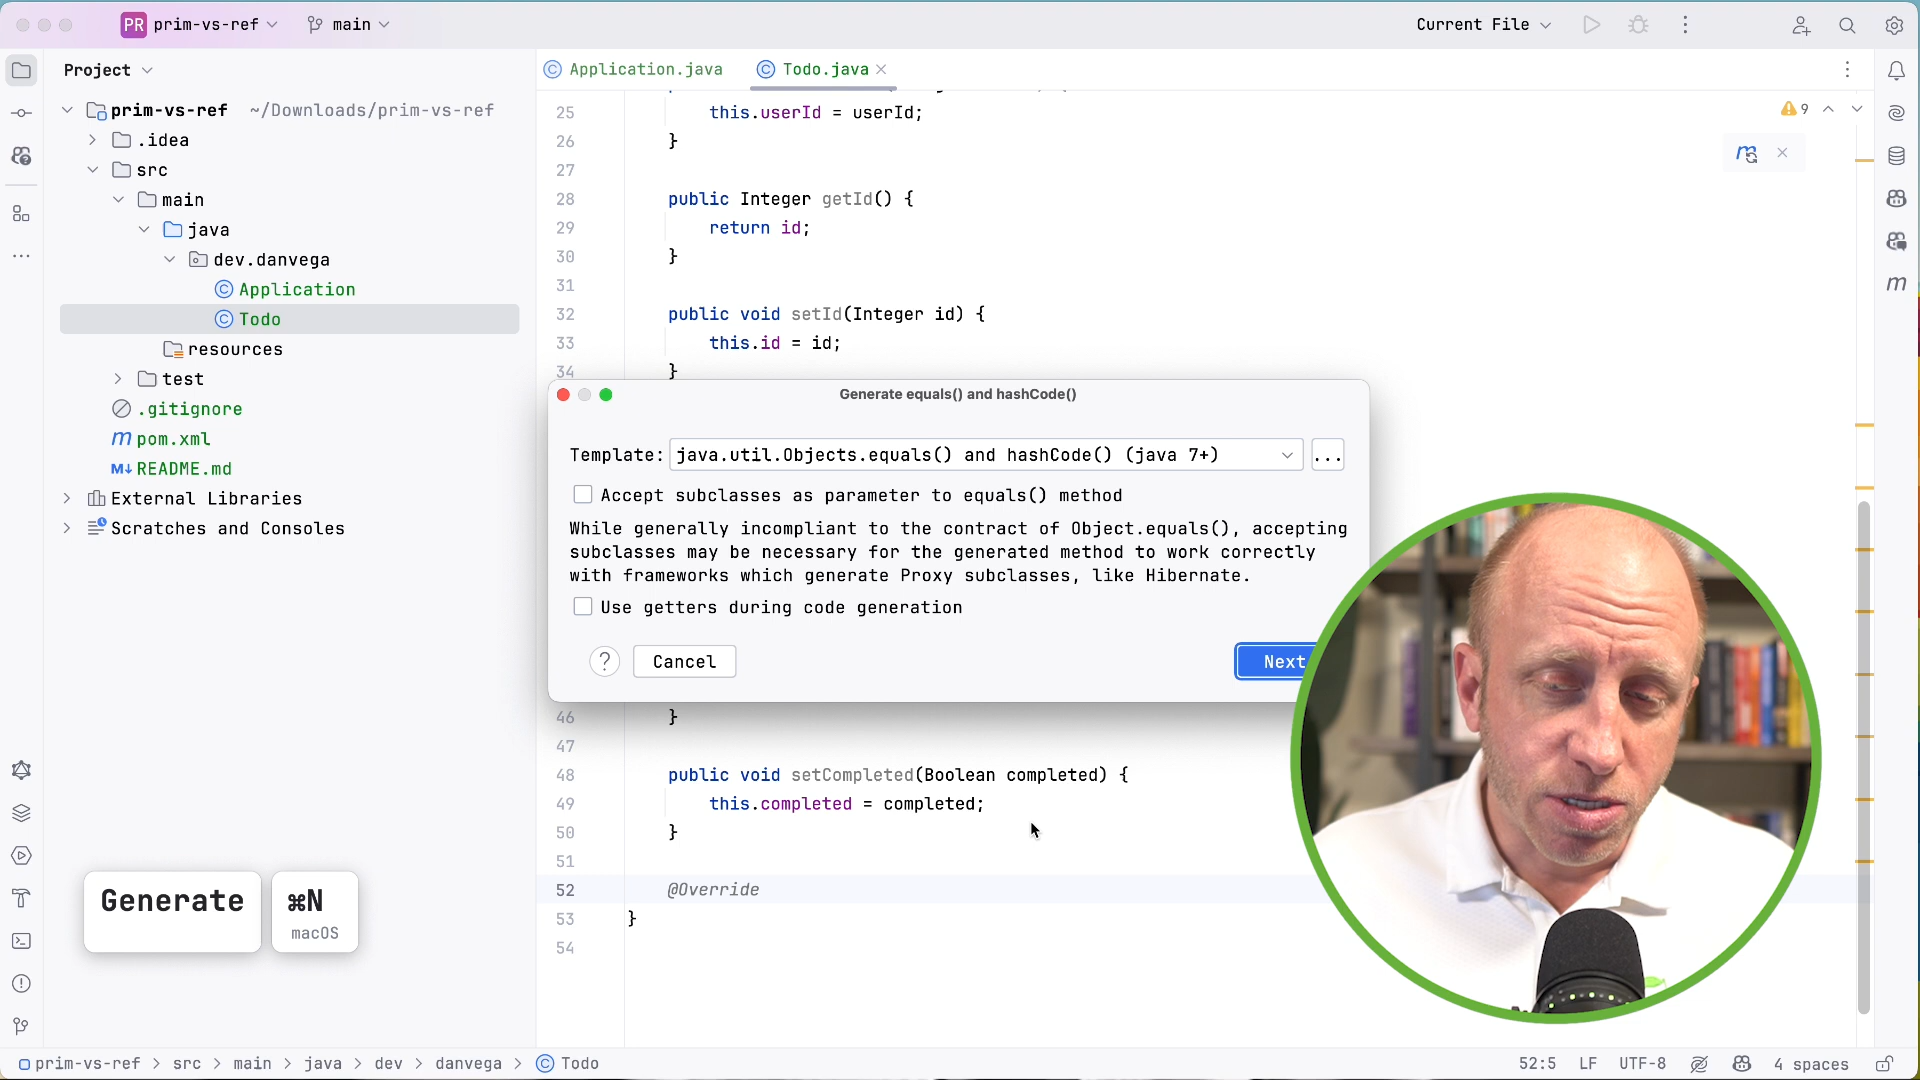 PR prim-vs-ref main Current File
Project
Application.java Todo.java
prim-vs-ref ~/Downloads/prim-vs-ref
.idea
src
main
java
dev.danvega
Application
Todo
resources
test
.gitignore
m pom.xml
M↓ README.md
External Libraries
Scratches and Consoles
9
25 this.userId = userId;
26 }
27
28 public Integer getId() {
29 return id;
30 }
31
32 public void setId(Integer id) {
33 this.id = id;
34 }
Generate equals() and hashCode()
Template: java.util.Objects.equals() and hashCode() (java 7+) ...
Accept subclasses as parameter to equals() method
While generally incompliant to the contract of Object.equals(), accepting
subclasses may be necessary for the generated method to work correctly
with frameworks which generate Proxy subclasses, like Hibernate.
Use getters during code generation
? Cancel Next
46 }
47
48 public void setCompleted(Boolean completed) {
49 this.completed = completed;
50 }
51
52 @Override
53 }
54
Generate ⌘N
macOS
prim-vs-ref > src > main > java > dev > danvega > Todo
52:5 LF UTF-8 4 spaces